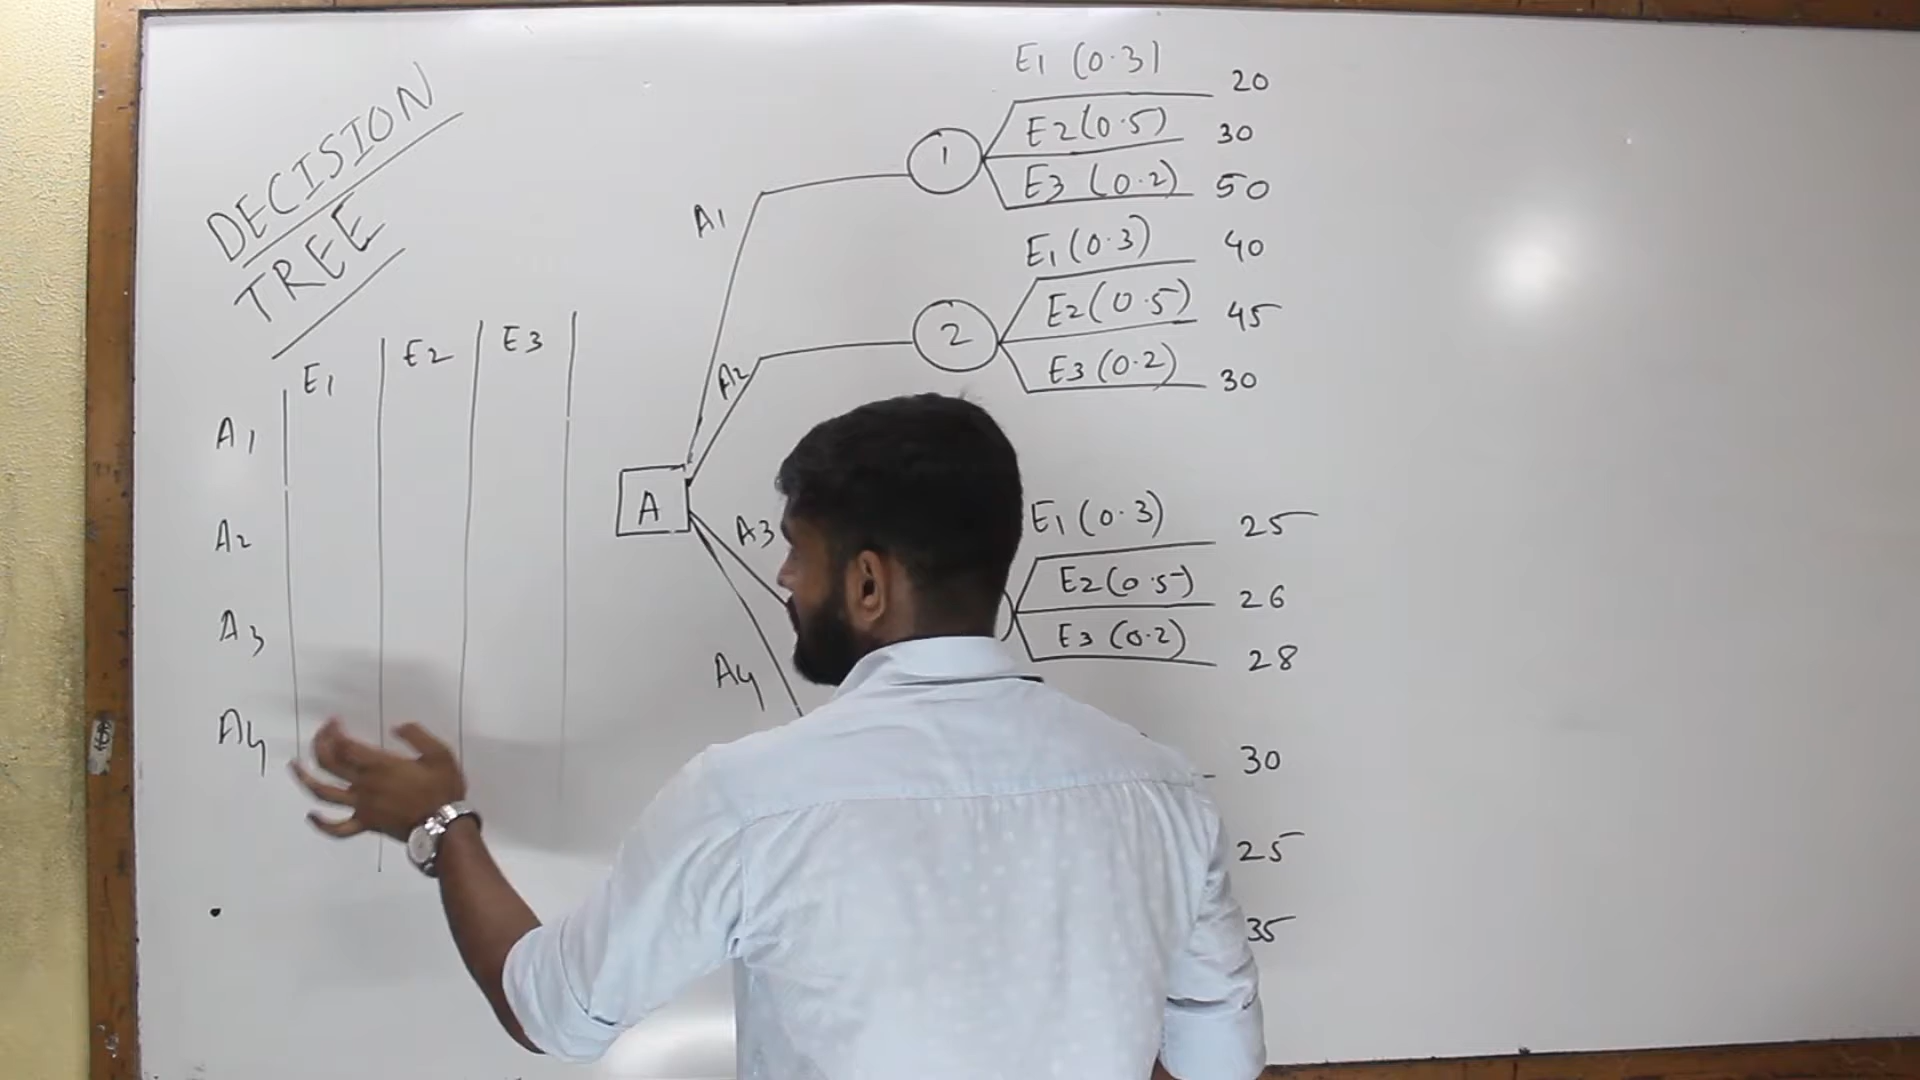 DECISION
TREE
E1
E2
E3
A1
A2
A3
A4
A
A1
A2
A3
A4
1
E1 (0.3)
20
E2 (0.5)
30
E3 (0.2)
50
2
E1 (0.3)
40
E2 (0.5)
45
E3 (0.2)
30
E1 (0.3)
25
E2 (0.5)
26
E3 (0.2)
28
30
25
35